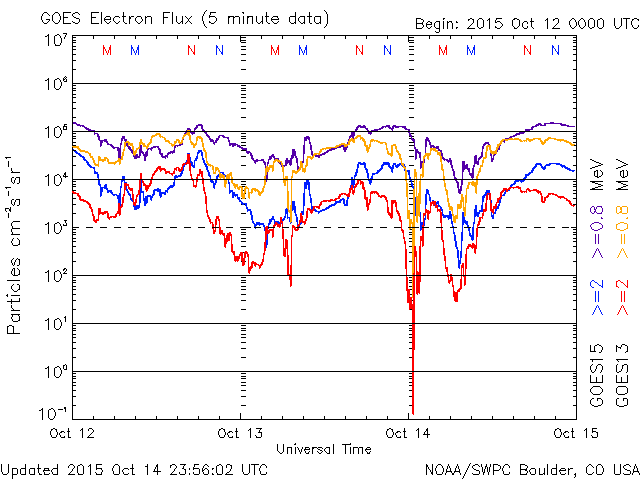 GOES Electron Flux (5 minute data)
Begin: 2015 Oct 12 0000 UTC
M M N N M M N N M M N N
10⁷
10⁶
10⁵
10⁴
10³
10²
10¹
10⁰
10⁻¹
Particles cm⁻²s⁻¹sr⁻¹
Oct 12 Oct 13 Oct 14 Oct 15
Universal Time
GOES15 >=2 >=0.8 MeV
GOES13 >=2 >=0.8 MeV
Updated 2015 Oct 14 23:56:02 UTC
NOAA/SWPC Boulder, CO USA